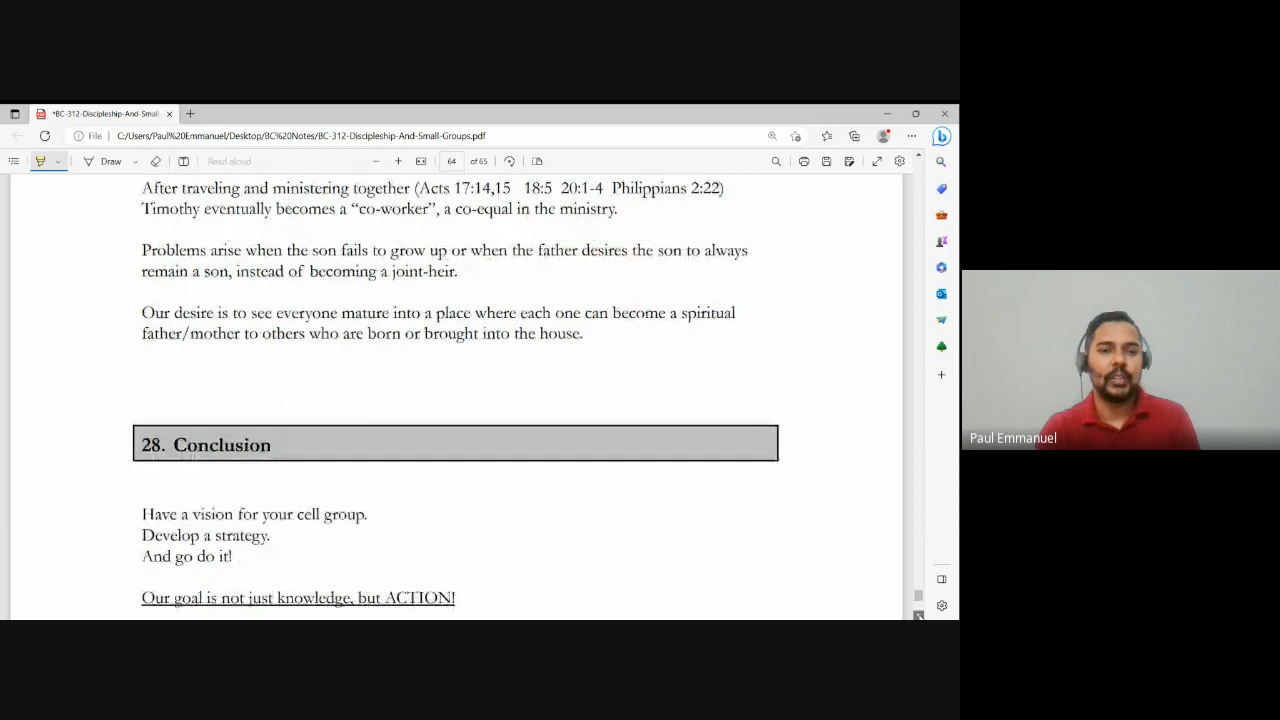 *BC-312-Discipleship-And-Small
File C:/Users/Paul%20Emmanuel/Desktop/BC%20Notes/BC-312-Discipleship-And-Small-Groups.pdf
Draw Read aloud 64 of 65
After traveling and ministering together (Acts 17:14,15 18:5 20:1-4 Philippians 2:22)
Timothy eventually becomes a “co-worker”, a co-equal in the ministry.
Problems arise when the son fails to grow up or when the father desires the son to always
remain a son, instead of becoming a joint-heir.
Our desire is to see everyone mature into a place where each one can become a spiritual
father/mother to others who are born or brought into the house.
28. Conclusion
Have a vision for your cell group.
Develop a strategy.
And go do it!
Our goal is not just knowledge, but ACTION!
Paul Emmanuel